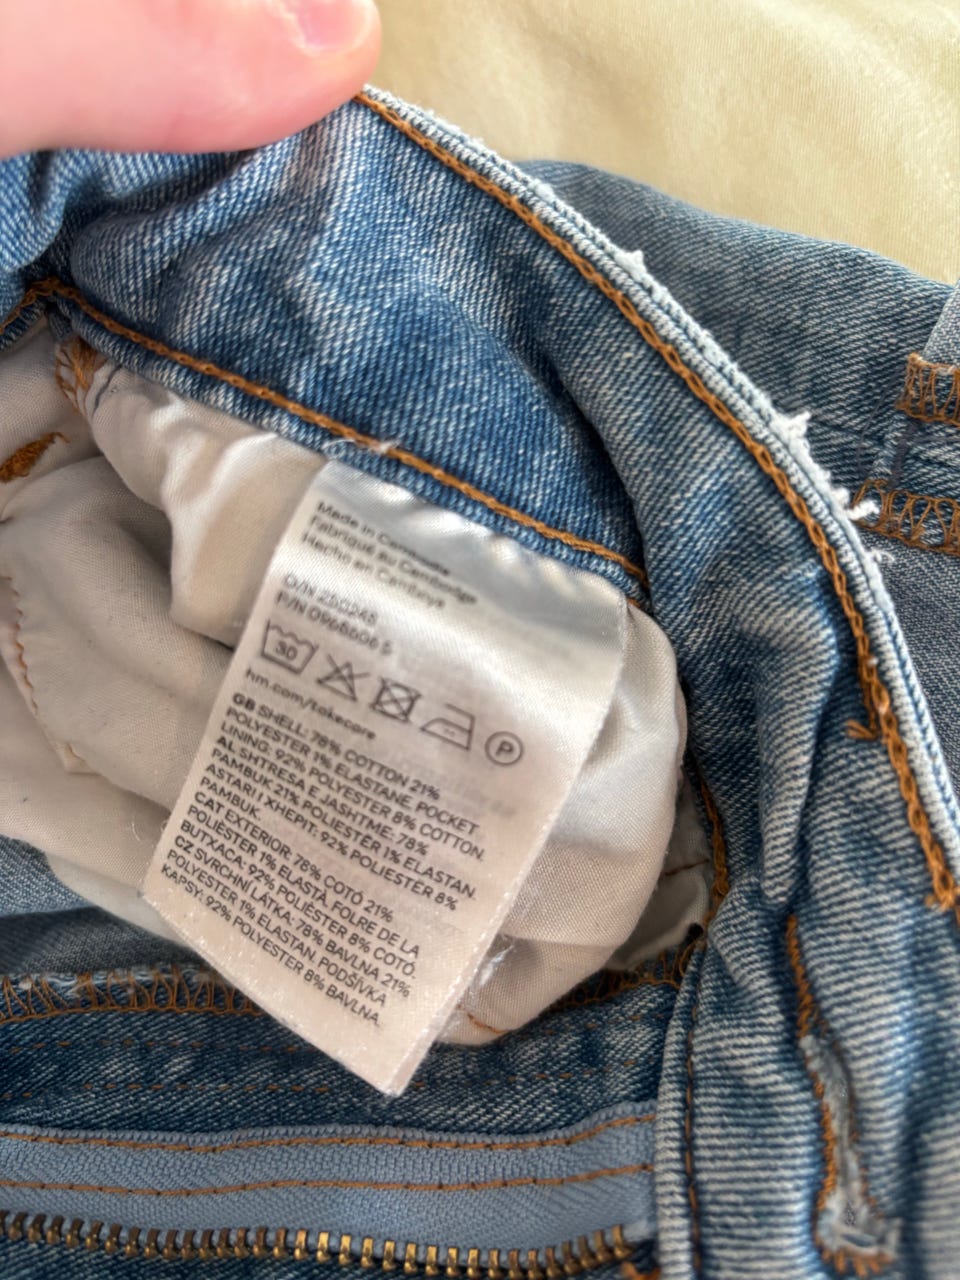 Made in Cambodia
Fabriqué au Cambodge
Hecho en Camboya
O/N
P/N
30
P
hm.com/takecare
GB SHELL: 78% COTTON 21%
POLYESTER 1% ELASTANE. POCKET
LINING: 92% POLYESTER 8% COTTON.
AL SHTRESA E JASHTME: 78%
PAMBUK 21% POLIESTER 1% ELASTAN
ASTARI I XHEPIT: 92% POLIESTER 8%
PAMBUK.
CAT EXTERIOR: 78% COTÓ 21%
POLIÈSTER 1% ELASTÀ. FOLRE DE LA
BUTXACA: 92% POLIÈSTER 8% COTÓ.
CZ SVRCHNÍ LÁTKA: 78% BAVLNA 21%
POLYESTER 1% ELASTAN. PODŠÍVKA
KAPSY: 92% POLYESTER 8% BAVLNA.